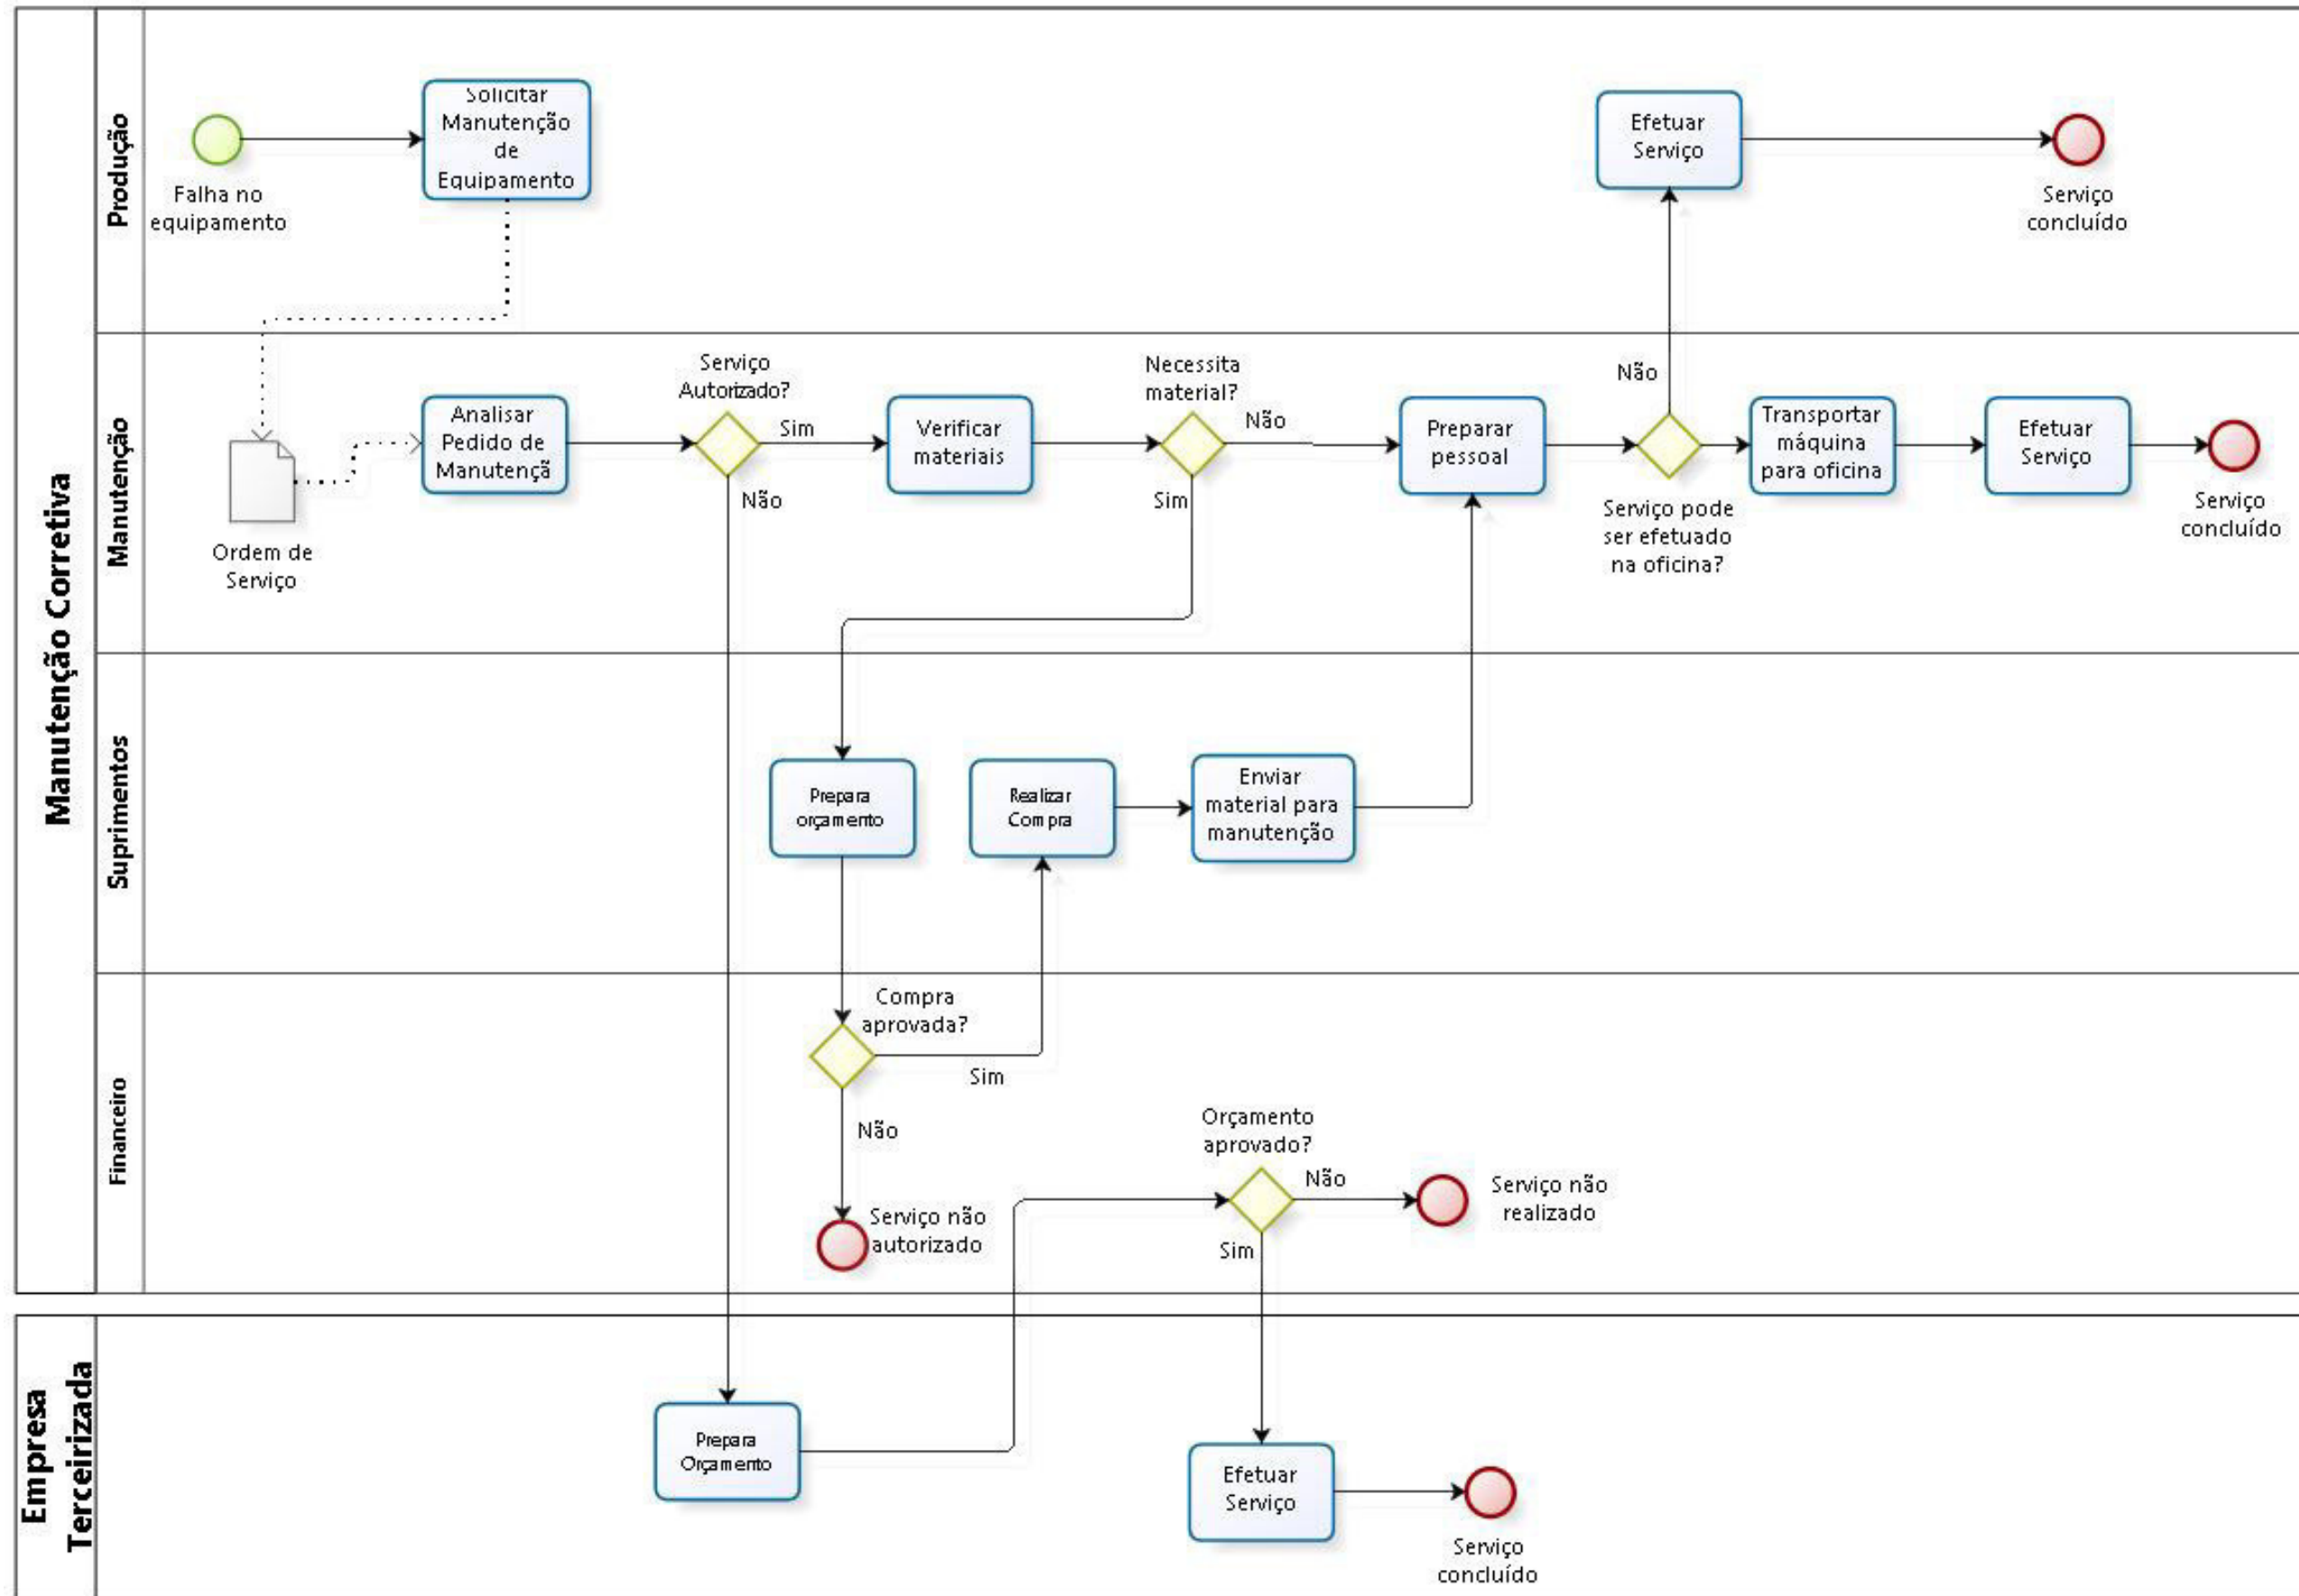 Manutenção Corretiva
Produção
Falha no
equipamento
Solicitar
Manutenção
de
Equipamento
Efetuar
Serviço
Serviço
concluído
Manutenção
Ordem de
Serviço
Analisar
Pedido de
Manutençã
Serviço
Autorizado?
Sim
Não
Verificar
materiais
Necessita
material?
Não
Sim
Preparar
pessoal
Não
Serviço pode
ser efetuado
na oficina?
Transportar
máquina
para oficina
Efetuar
Serviço
Serviço
concluído
Suprimentos
Prepara
orçamento
Realizar
Compra
Enviar
material para
manutenção
Financeiro
Compra
aprovada?
Sim
Não
Serviço não
autorizado
Orçamento
aprovado?
Não
Sim
Serviço não
realizado
Empresa
Terceirizada
Prepara
Orçamento
Efetuar
Serviço
Serviço
concluído